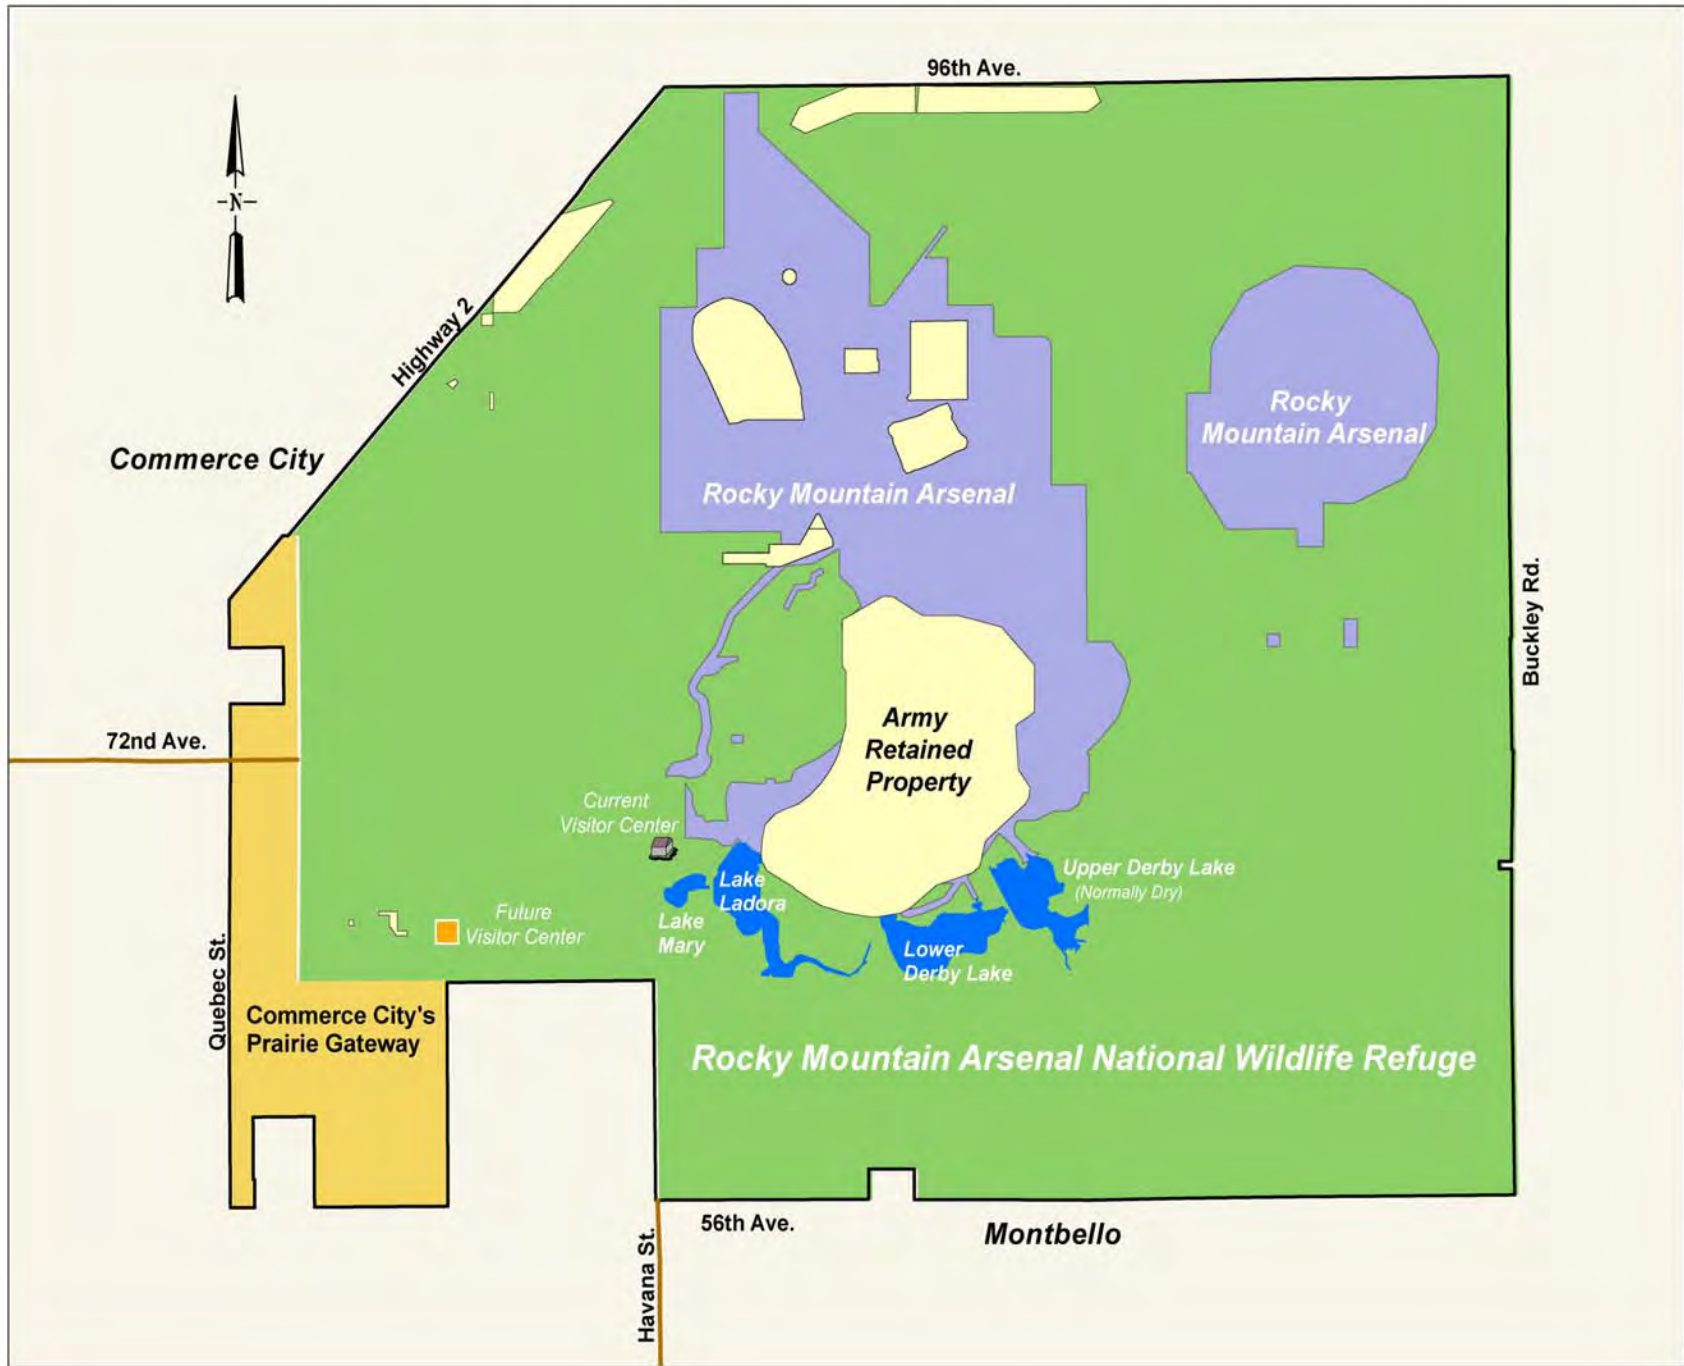 96th Ave.
-N-
Highway 2
Commerce City
Rocky
Mountain Arsenal
Rocky Mountain Arsenal
Buckley Rd.
72nd Ave.
Army
Retained
Property
Current
Visitor Center
Upper Derby Lake
(Normally Dry)
Lake
Ladora
Lake
Mary
Future
Visitor Center
Lower
Derby Lake
Quebec St.
Commerce City's
Prairie Gateway
Rocky Mountain Arsenal National Wildlife Refuge
56th Ave.
Montbello
Havana St.